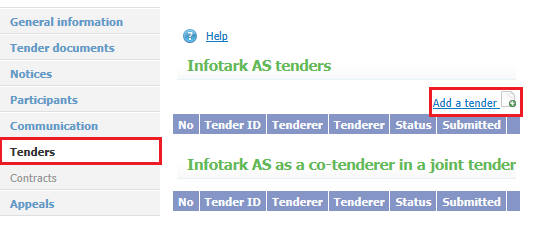 General information
Tender documents
Notices
Participants
Communication
Tenders
Contracts
Appeals
Help
Infotark AS tenders
Add a tender
No Tender ID Tenderer Tenderer Status Submitted
Infotark AS as a co-tenderer in a joint tender
No Tender ID Tenderer Tenderer Status Submitted